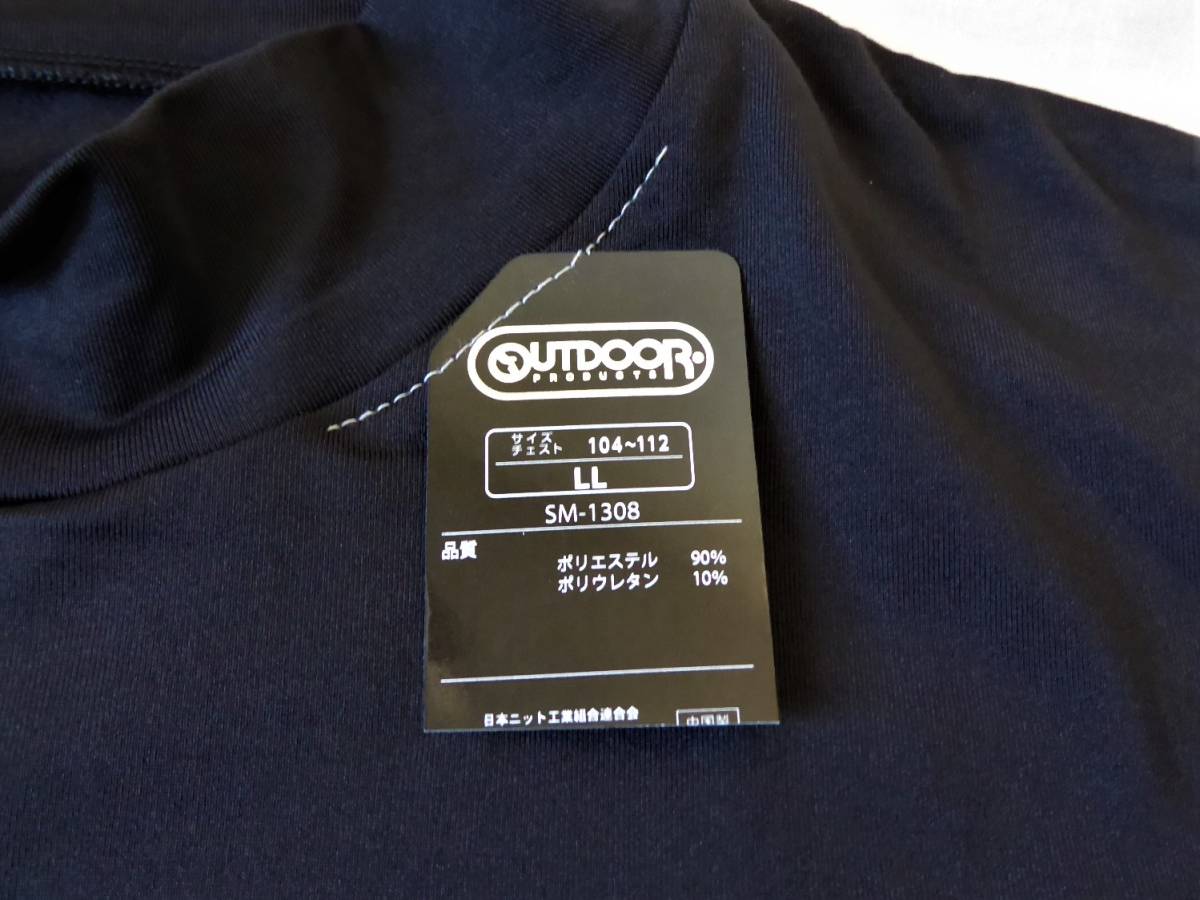 OUTDOOR
PRODUCTS
サイズ
チェスト 104~112
LL
SM-1308
品質
ポリエステル 90%
ポリウレタン 10%
日本ニット工業組合連合会
中国製